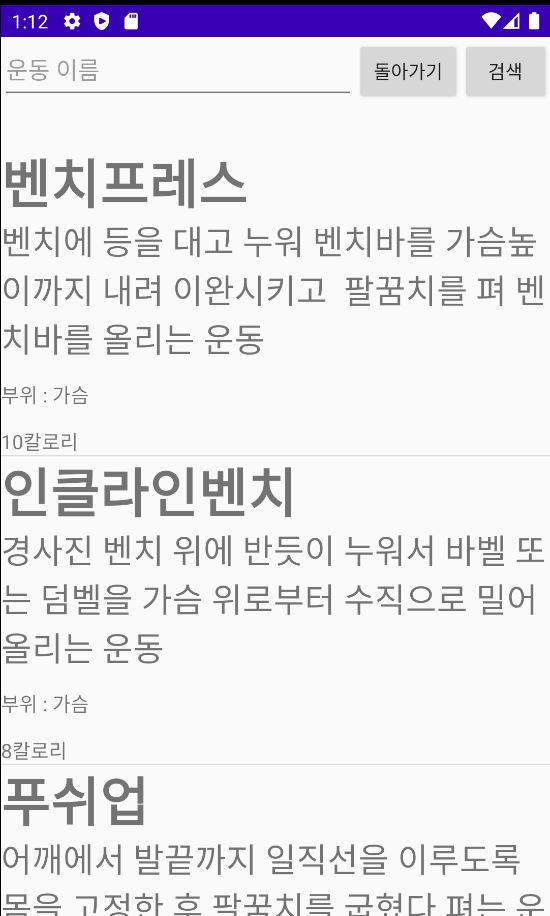 1:12
운동 이름
돌아가기
검색
벤치프레스
벤치에 등을 대고 누워 벤치바를 가슴높
이까지 내려 이완시키고  팔꿈치를 펴 벤
치바를 올리는 운동
부위 : 가슴
10칼로리
인클라인벤치
경사진 벤치 위에 반듯이 누워서 바벨 또
는 덤벨을 가슴 위로부터 수직으로 밀어
올리는 운동
부위 : 가슴
8칼로리
푸쉬업
어깨에서 발끝까지 일직선을 이루도록
몸을 고정한 후 팔꿈치를 굽혔다 펴는 운